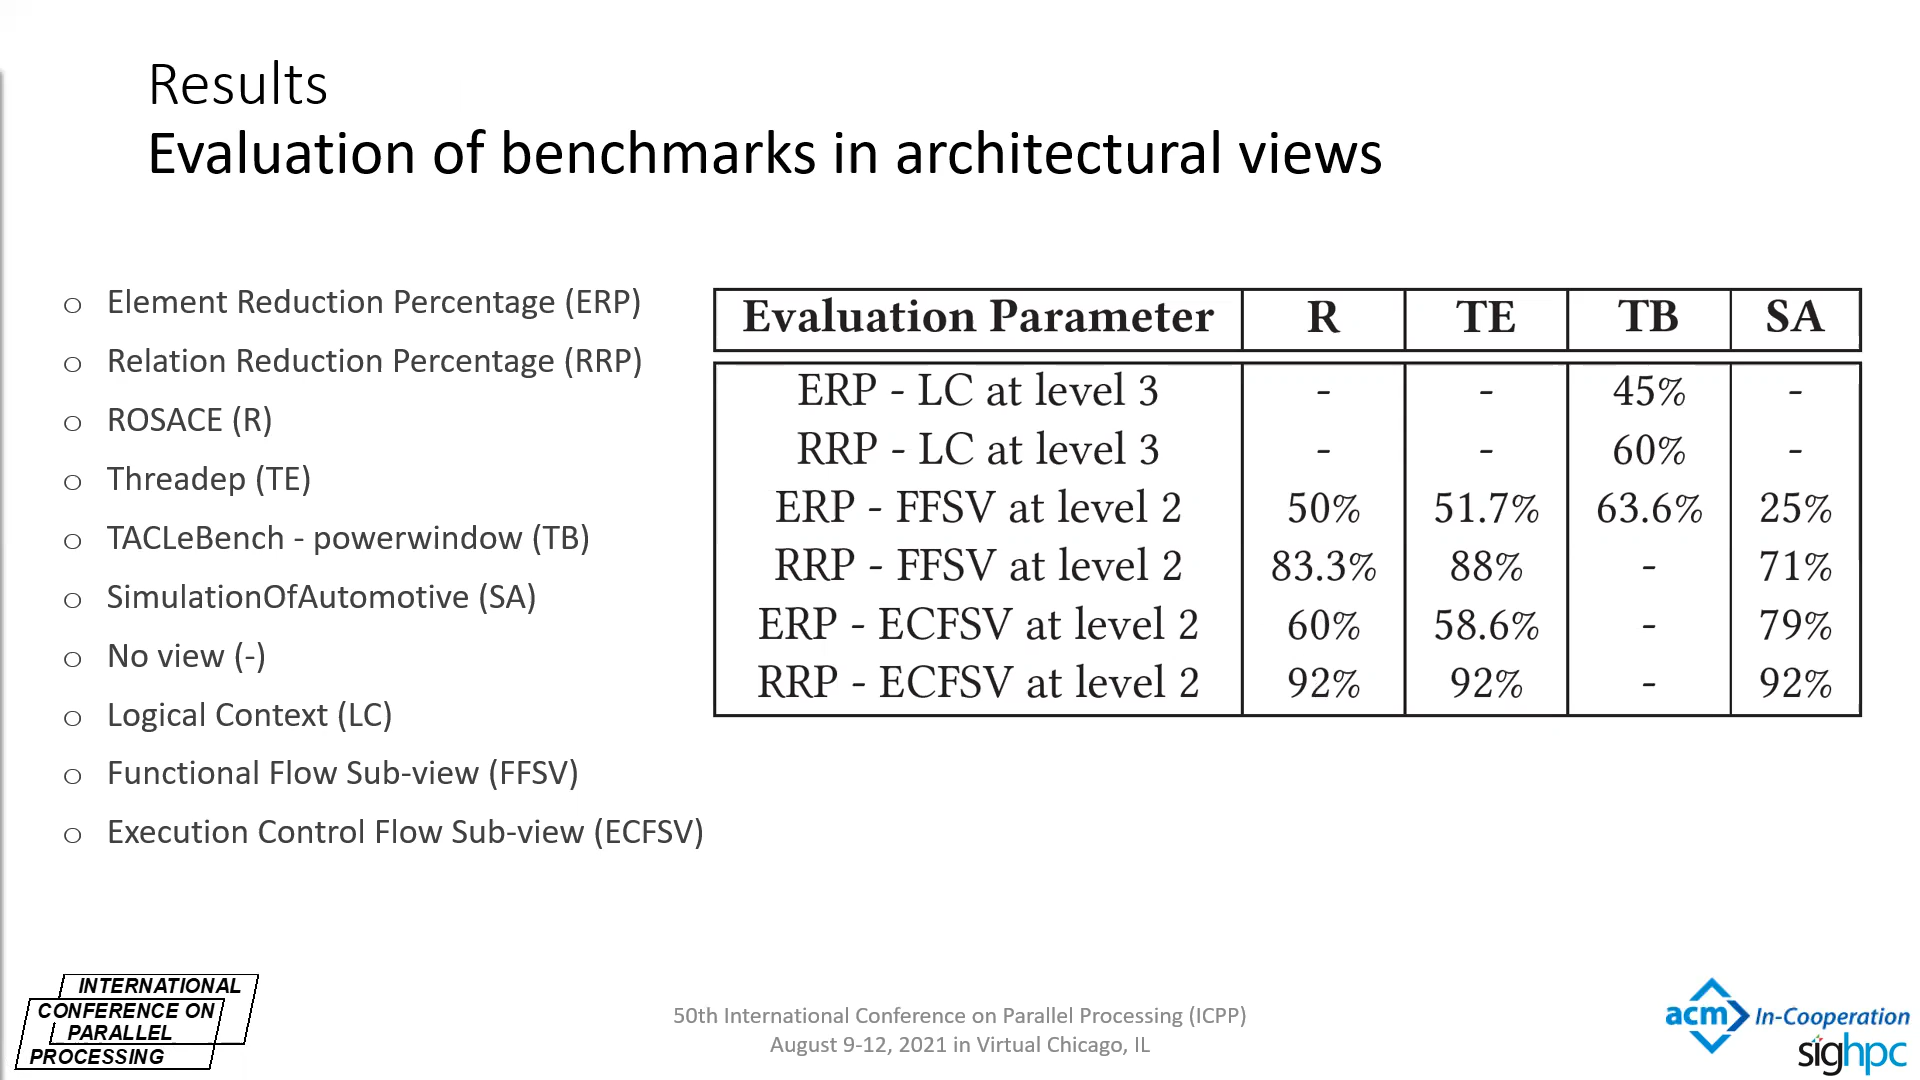 Results
Evaluation of benchmarks in architectural views
o Element Reduction Percentage (ERP)
o Relation Reduction Percentage (RRP)
o ROSACE (R)
o Threadep (TE)
o TACLeBench - powerwindow (TB)
o SimulationOfAutomotive (SA)
o No view (-)
o Logical Context (LC)
o Functional Flow Sub-view (FFSV)
o Execution Control Flow Sub-view (ECFSV)
Evaluation Parameter R TE TB SA
ERP - LC at level 3 - - 45% -
RRP - LC at level 3 - - 60% -
ERP - FFSV at level 2 50% 51.7% 63.6% 25%
RRP - FFSV at level 2 83.3% 88% - 71%
ERP - ECFSV at level 2 60% 58.6% - 79%
RRP - ECFSV at level 2 92% 92% - 92%
INTERNATIONAL
CONFERENCE ON
PARALLEL
PROCESSING
50th International Conference on Parallel Processing (ICPP)
August 9-12, 2021 in Virtual Chicago, IL
acm In-Cooperation
sighpc